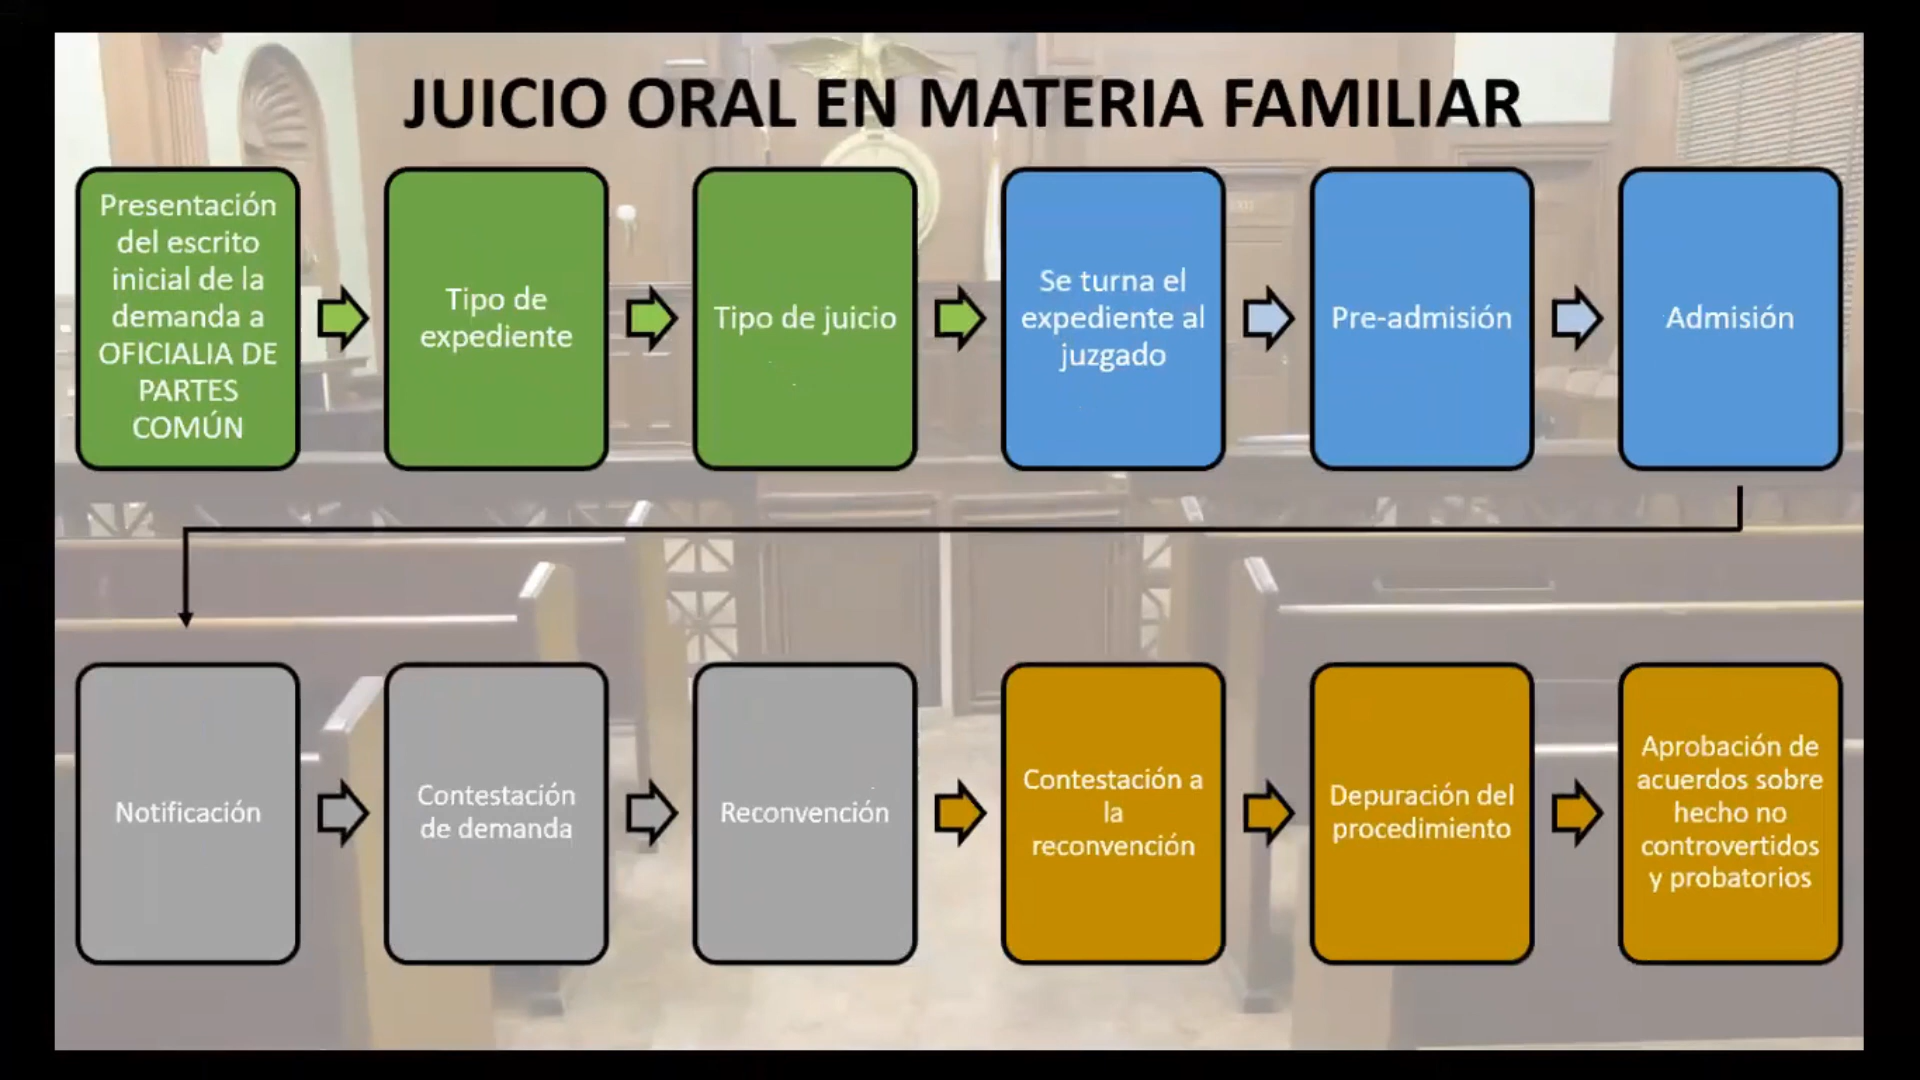 JUICIO ORAL EN MATERIA FAMILIAR
Presentación
del escrito
inicial de la
demanda a
OFICIALIA DE
PARTES
COMÚN
Tipo de
expediente
Tipo de juicio
Se turna el
expediente al
juzgado
Pre-admisión
Admisión
Notificación
Contestación
de demanda
Reconvención
Contestación a
la
reconvención
Depuración del
procedimiento
Aprobación de
acuerdos sobre
hecho no
controvertidos
y probatorios